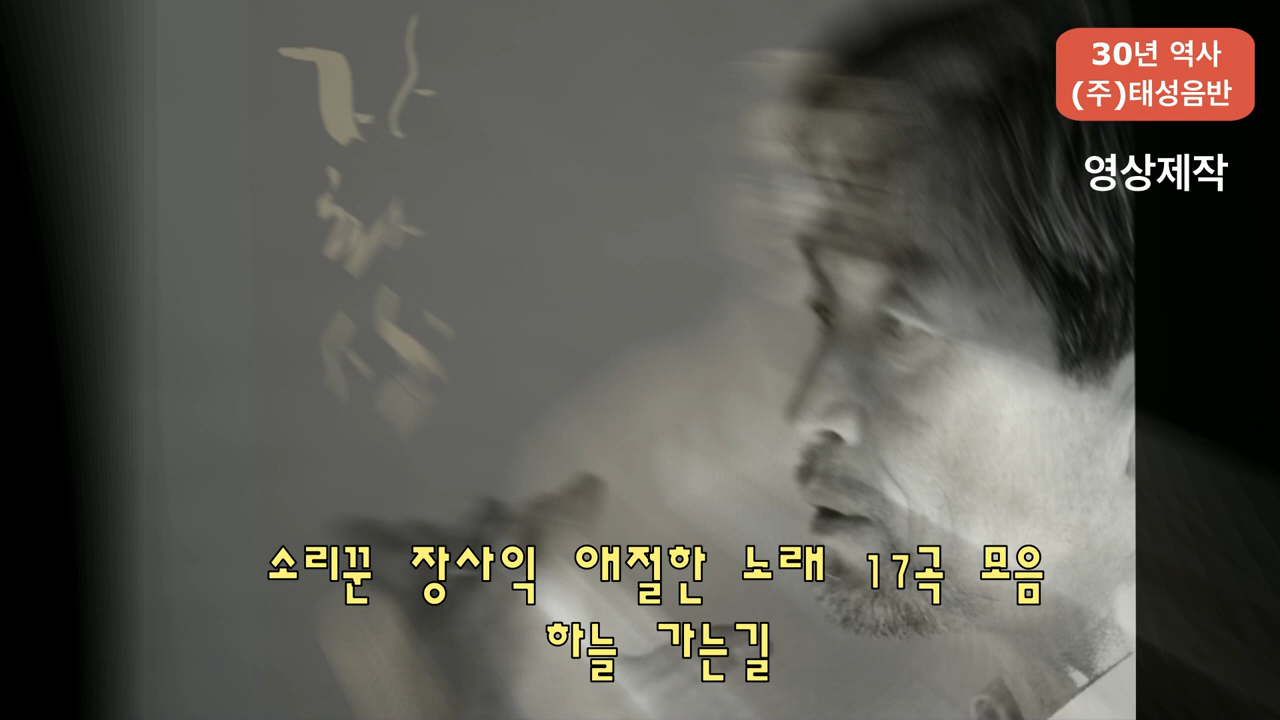 30년 역사
(주)태성음반
영상제작
소리꾼 장사익 애절한 노래 17곡 모음
하늘 가는길